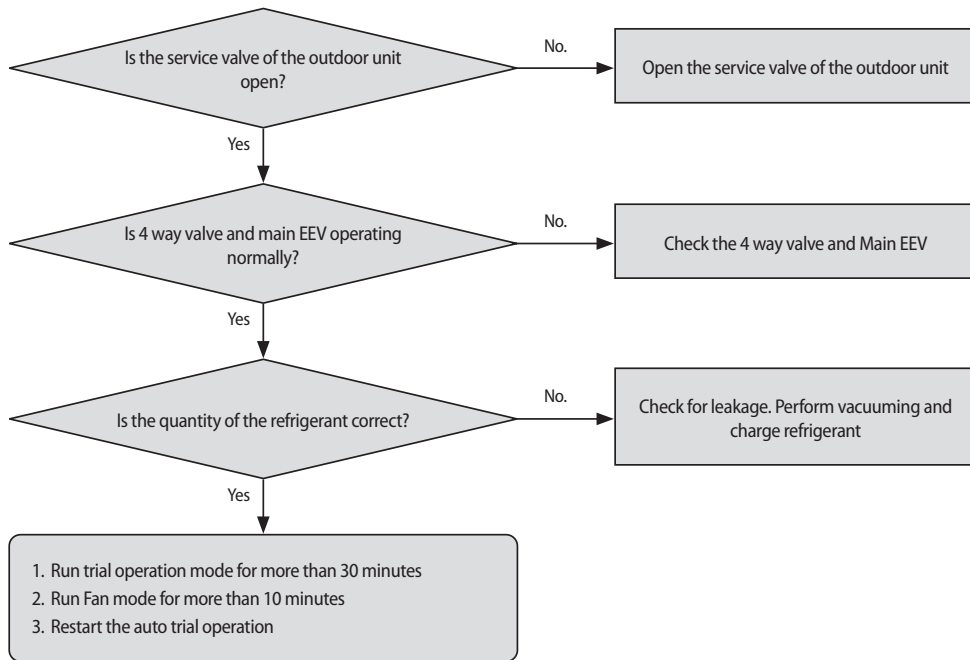 Is the service valve of the outdoor unit
open?
No.
Open the service valve of the outdoor unit
Yes
Is 4 way valve and main EEV operating
normally?
No.
Check the 4 way valve and Main EEV
Yes
Is the quantity of the refrigerant correct?
No.
Check for leakage. Perform vacuuming and
charge refrigerant
Yes
1. Run trial operation mode for more than 30 minutes
2. Run Fan mode for more than 10 minutes
3. Restart the auto trial operation